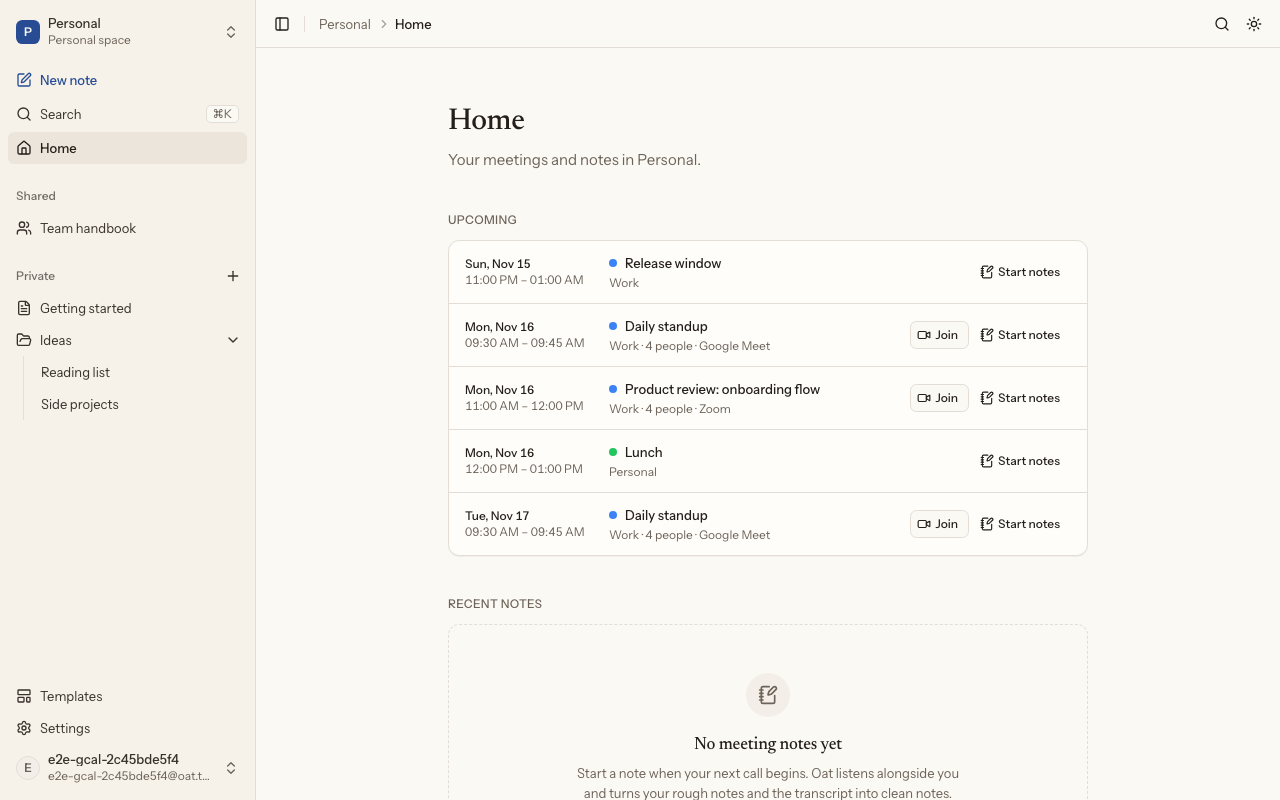 P
Personal
Personal space
New note
Search
⌘K
Home
Shared
Team handbook
Private
Getting started
Ideas
Reading list
Side projects
Templates
Settings
E
e2e-gcal-2c45bde5f4
e2e-gcal-2c45bde5f4@oat.t...
Personal
Home
Home
Your meetings and notes in Personal.
UPCOMING
Sun, Nov 15
11:00 PM – 01:00 AM
Release window
Work
Start notes
Mon, Nov 16
09:30 AM – 09:45 AM
Daily standup
Work · 4 people · Google Meet
Join
Start notes
Mon, Nov 16
11:00 AM – 12:00 PM
Product review: onboarding flow
Work · 4 people · Zoom
Join
Start notes
Mon, Nov 16
12:00 PM – 01:00 PM
Lunch
Personal
Start notes
Tue, Nov 17
09:30 AM – 09:45 AM
Daily standup
Work · 4 people · Google Meet
Join
Start notes
RECENT NOTES
No meeting notes yet
Start a note when your next call begins. Oat listens alongside you
and turns your rough notes and the transcript into clean notes.